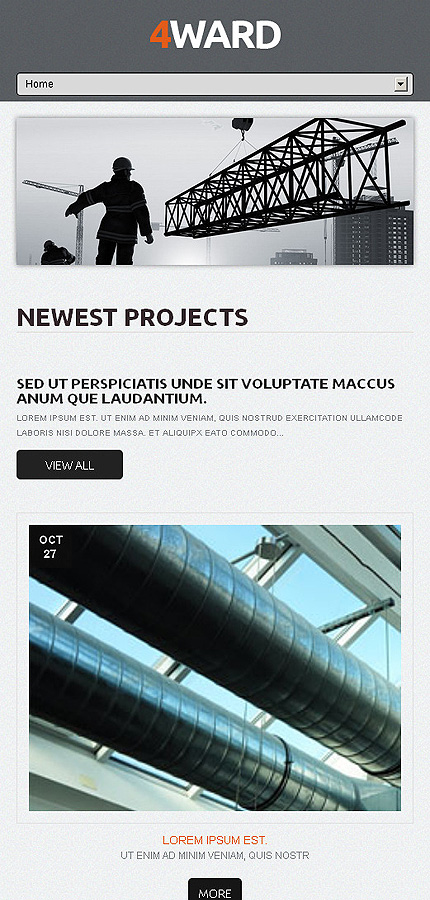 4WARD
Home
NEWEST PROJECTS
SED UT PERSPICIATIS UNDE SIT VOLUPTATE MACCUS
ANUM QUE LAUDANTIUM.
LOREM IPSUM EST. UT ENIM AD MINIM VENIAM, QUIS NOSTRUD EXERCITATION ULLAMCODE
LABORIS NISI DOLORE MASSA. ET ALIQUIPX EATO COMMODO...
VIEW ALL
OCT
27
LOREM IPSUM EST.
UT ENIM AD MINIM VENIAM, QUIS NOSTR
MORE